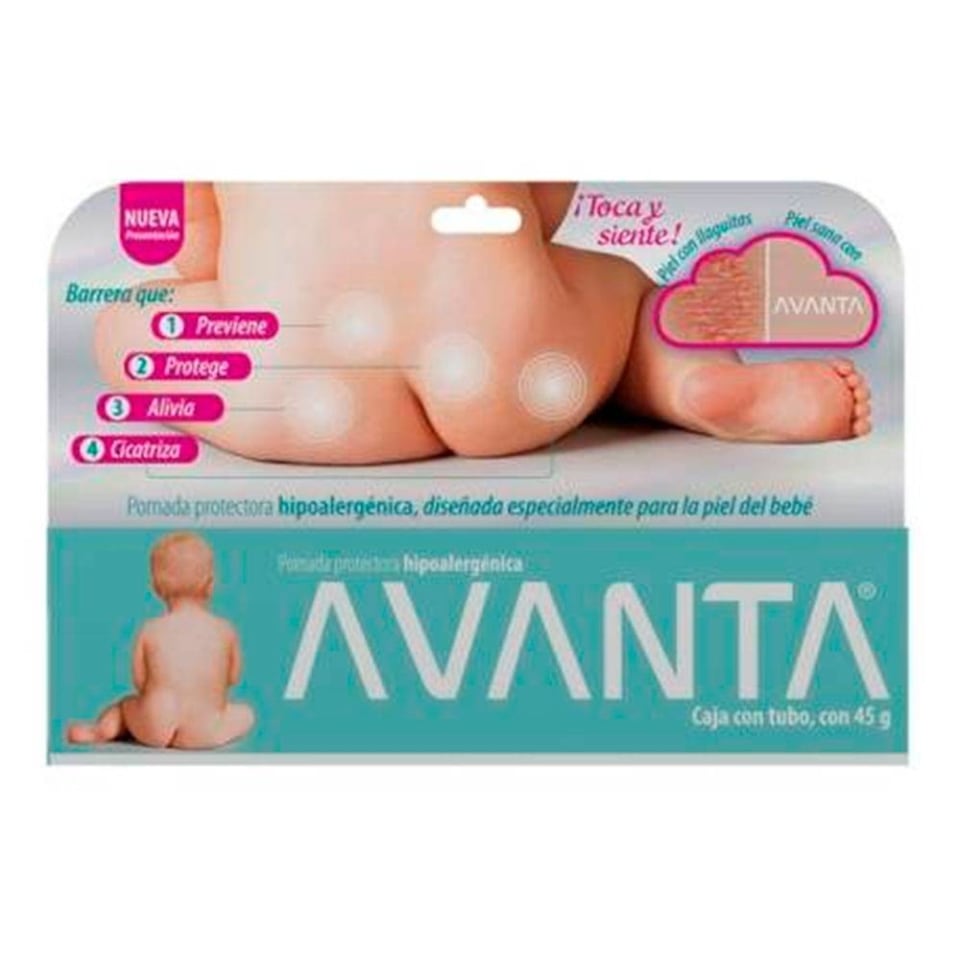 NUEVA
Presentación
¡Toca y
siente!
Piel con llaguitas
Piel sana con
AVANTA
Barrera que:
1 Previene
2 Protege
3 Alivia
4 Cicatriza
Pomada protectora hipoalergénica, diseñada especialmente para la piel del bebé
Pomada protectora hipoalergénica
AVANTA®
Caja con tubo, con 45 g